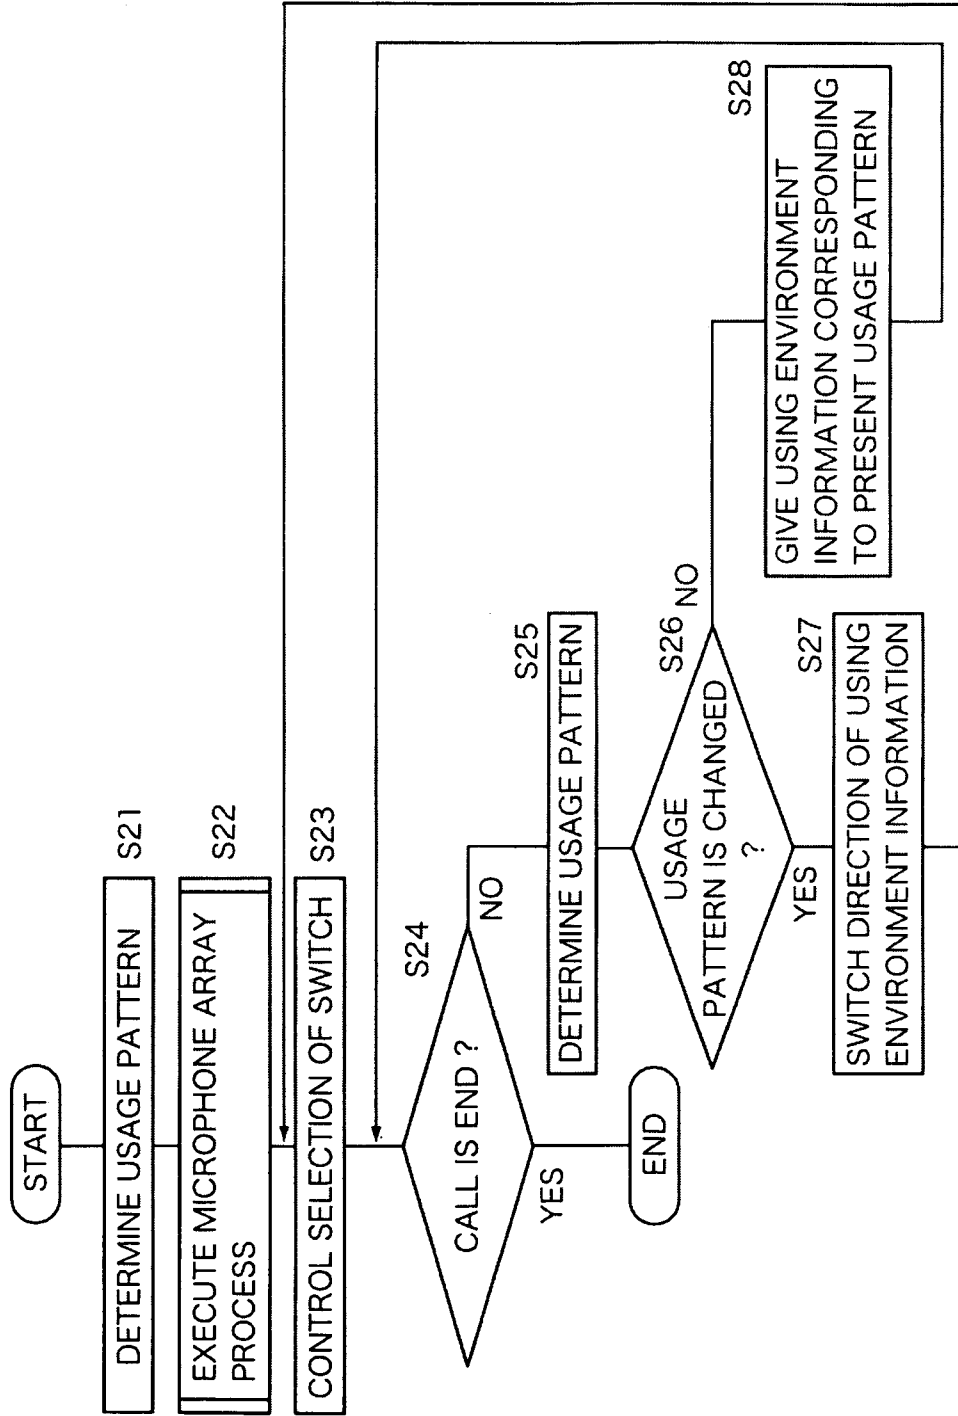 START
DETERMINE USAGE PATTERN
S21
EXECUTE MICROPHONE ARRAY
PROCESS
S22
CONTROL SELECTION OF SWITCH
S23
CALL IS END ?
S24
YES
NO
END
DETERMINE USAGE PATTERN
S25
USAGE
PATTERN IS CHANGED
?
S26
NO
YES
SWITCH DIRECTION OF USING
ENVIRONMENT INFORMATION
S27
GIVE USING ENVIRONMENT
INFORMATION CORRESPONDING
TO PRESENT USAGE PATTERN
S28